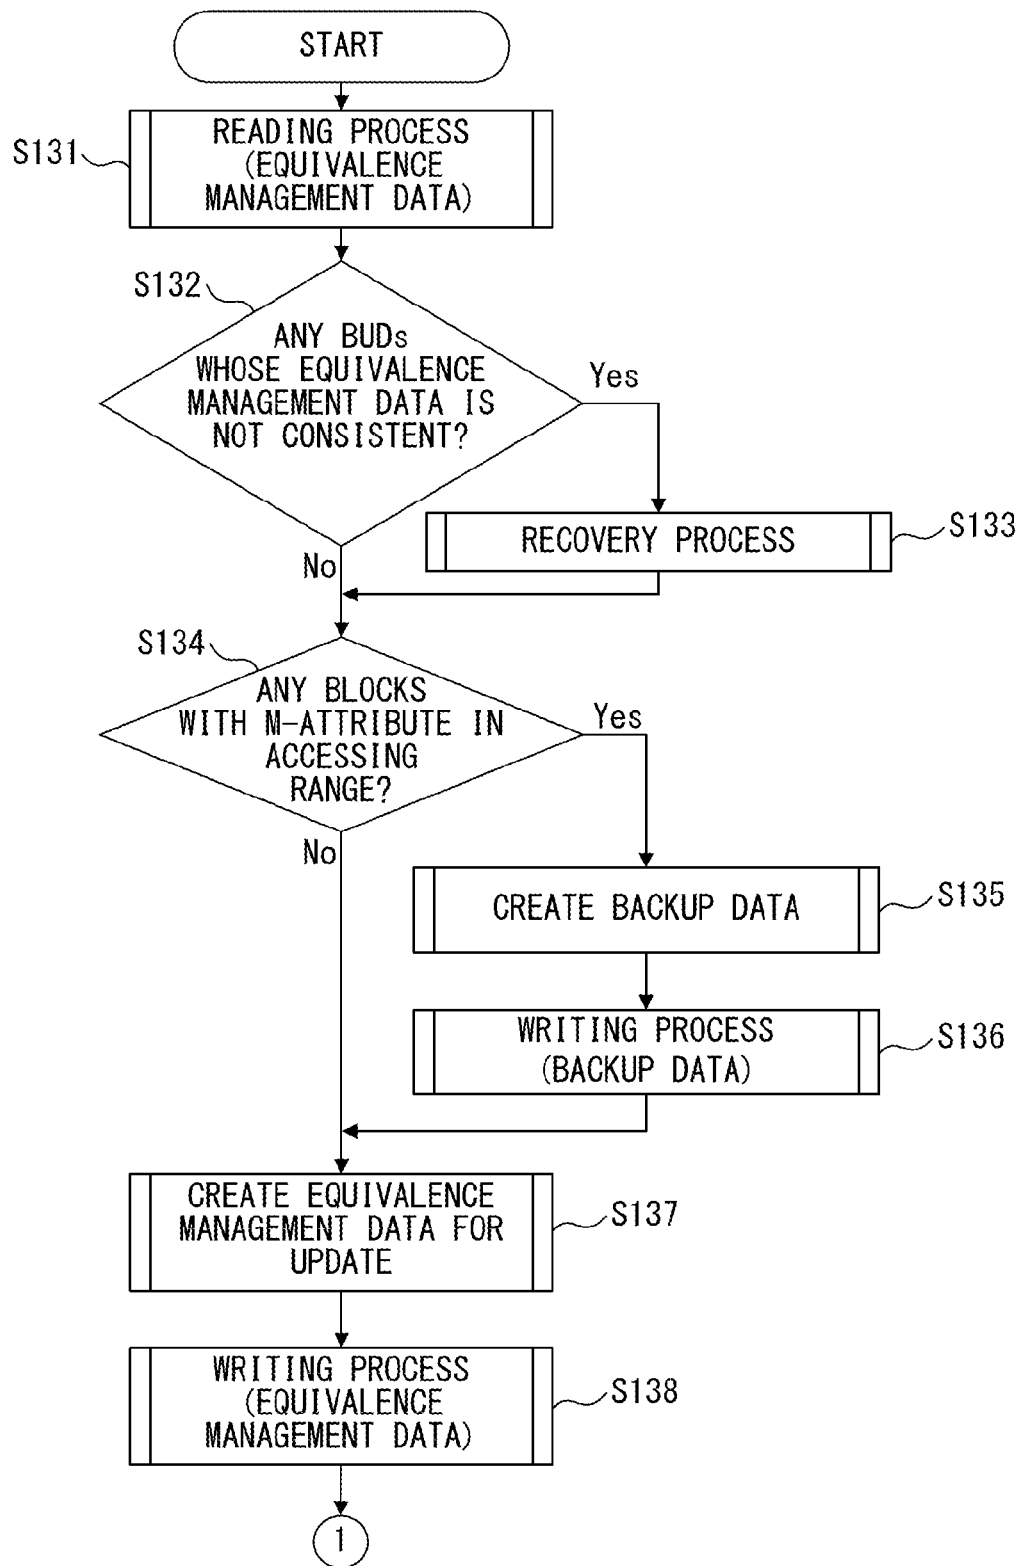 START
S131
READING PROCESS
(EQUIVALENCE
MANAGEMENT DATA)
S132
ANY BUDs
WHOSE EQUIVALENCE
MANAGEMENT DATA IS
NOT CONSISTENT?
Yes
No
RECOVERY PROCESS
S133
S134
ANY BLOCKS
WITH M-ATTRIBUTE IN
ACCESSING
RANGE?
Yes
No
CREATE BACKUP DATA
S135
WRITING PROCESS
(BACKUP DATA)
S136
CREATE EQUIVALENCE
MANAGEMENT DATA FOR
UPDATE
S137
WRITING PROCESS
(EQUIVALENCE
MANAGEMENT DATA)
S138
1